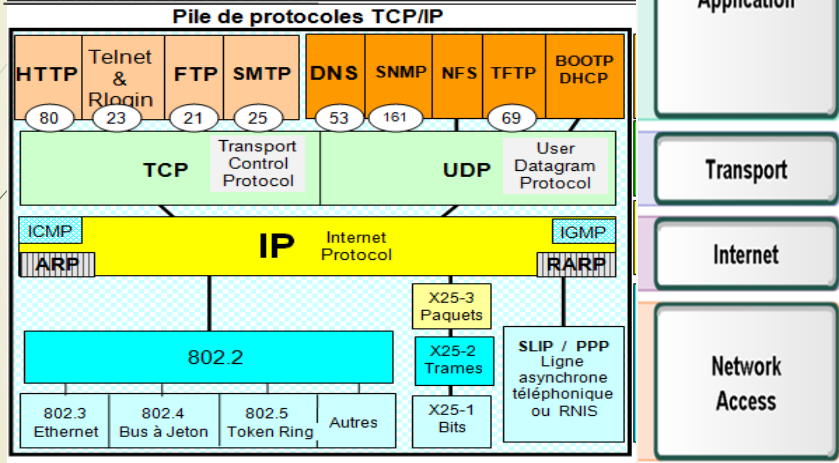 Pile de protocoles TCP/IP
Application
HTTP
Telnet
&
Rlogin
FTP
SMTP
DNS
SNMP
NFS
TFTP
BOOTP
DHCP
80
23
21
25
53
161
69
TCP
Transport
Control
Protocol
UDP
User
Datagram
Protocol
Transport
ICMP
ARP
IP
Internet
Protocol
IGMP
RARP
Internet
X25-3
Paquets
802.2
X25-2
Trames
SLIP / PPP
Ligne
asynchrone
téléphonique
ou RNIS
Network
Access
802.3
Ethernet
802.4
Bus à Jeton
802.5
Token Ring
Autres
X25-1
Bits